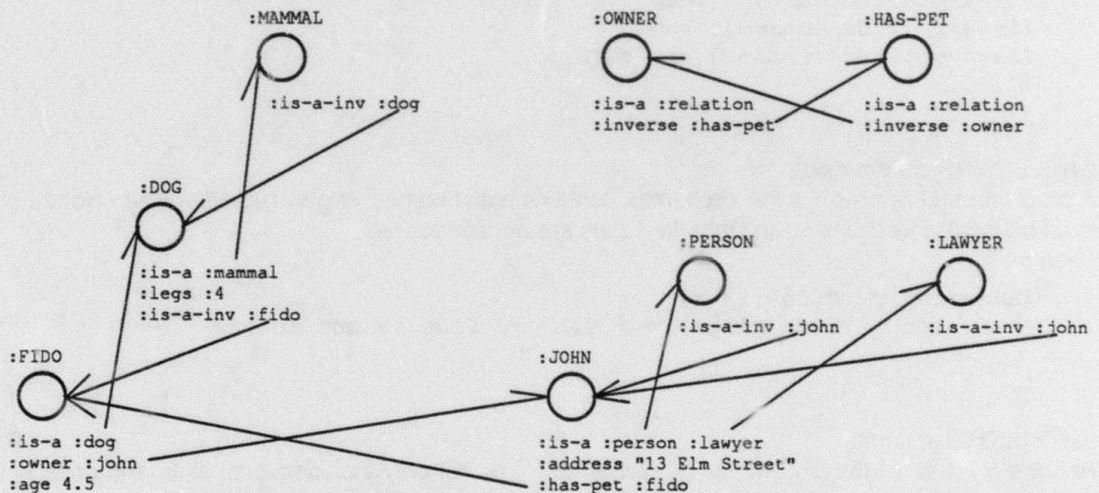 :MAMMAL
:is-a-inv :dog
:OWNER
:is-a :relation
:inverse :has-pet
:HAS-PET
:is-a :relation
:inverse :owner
:DOG
:is-a :mammal
:legs :4
:is-a-inv :fido
:PERSON
:is-a-inv :john
:LAWYER
:is-a-inv :john
:FIDO
:is-a :dog
:owner :john
:age 4.5
:JOHN
:is-a :person :lawyer
:address "13 Elm Street"
:has-pet :fido